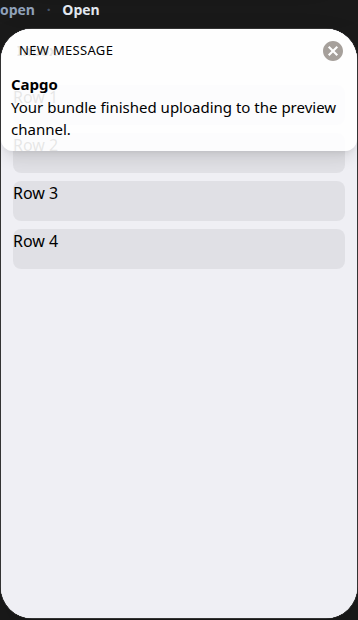 open · Open
NEW MESSAGE
Capgo
Your bundle finished uploading to the preview
channel.
Row 2
Row 3
Row 4